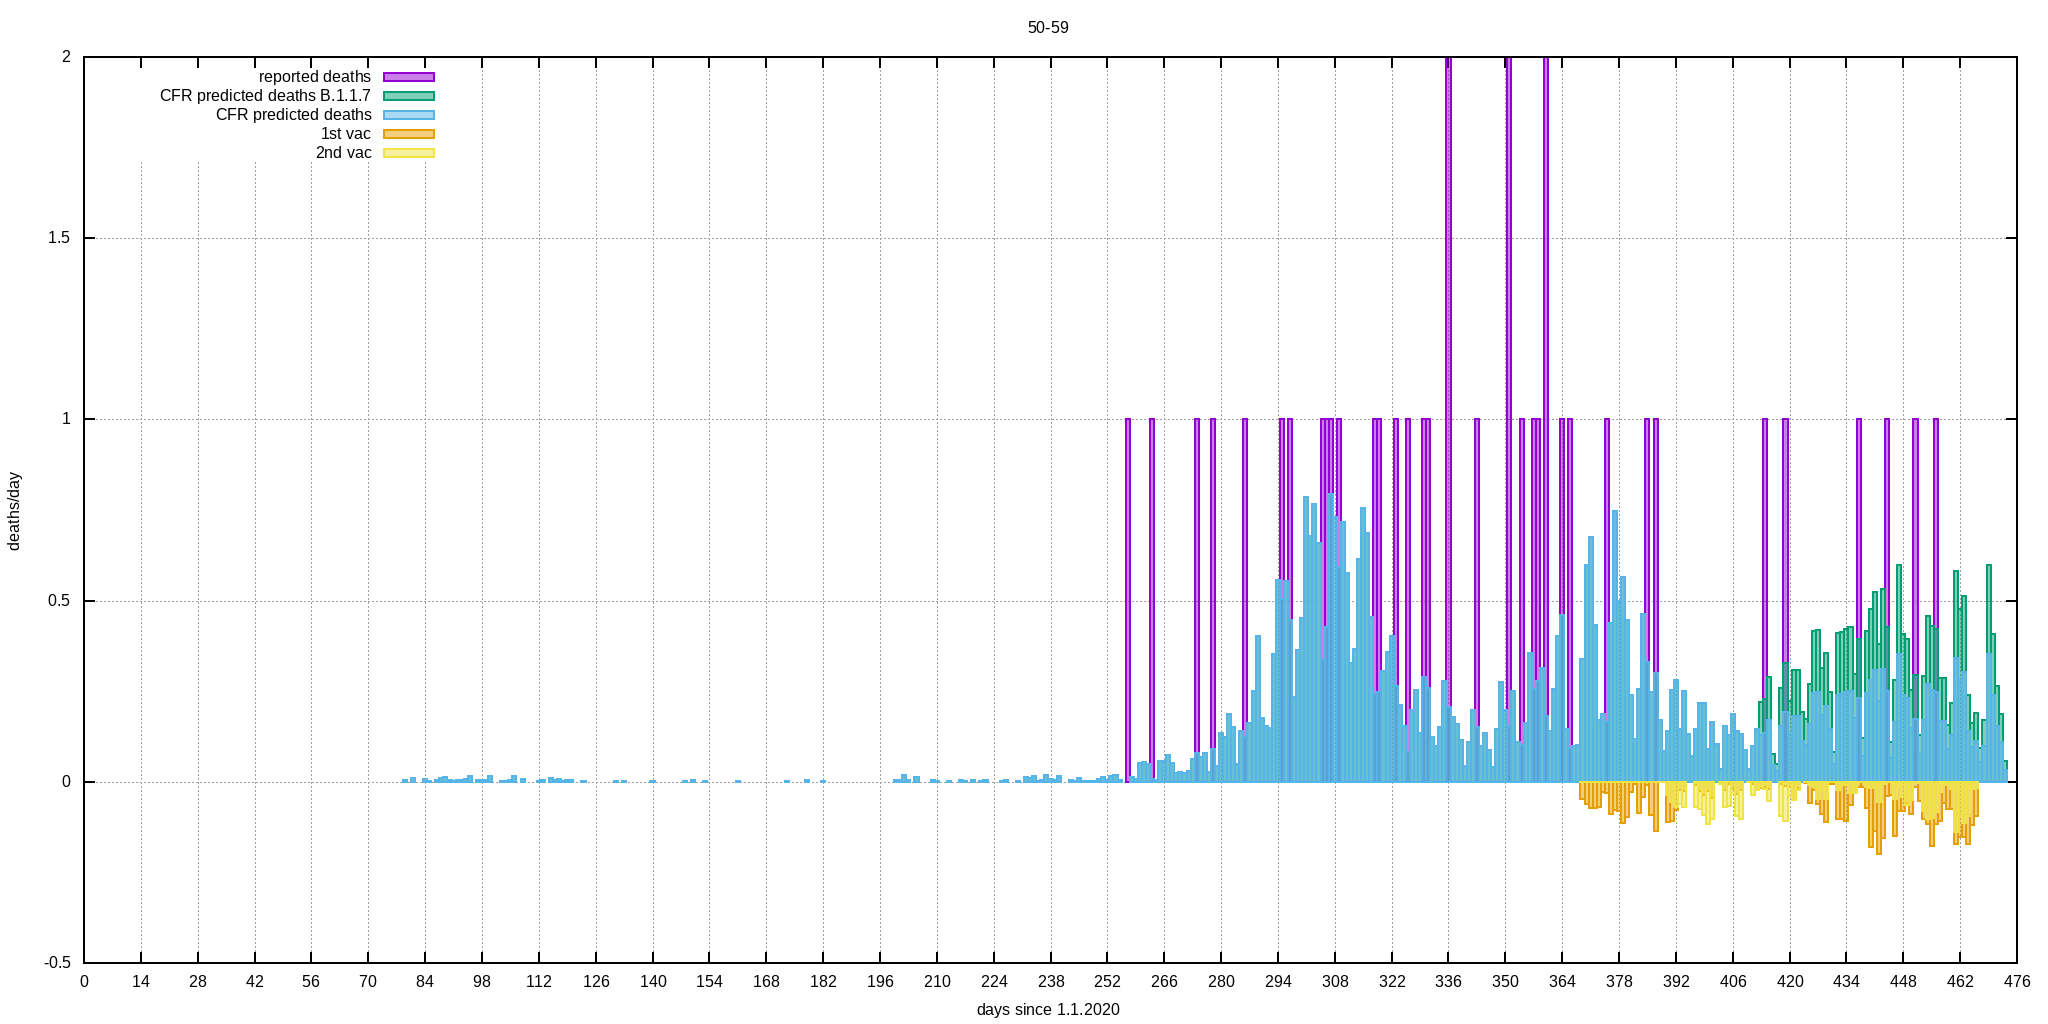 50-59
reported deaths
CFR predicted deaths B.1.1.7
CFR predicted deaths
1st vac
2nd vac
2
1.5
1
0.5
0
-0.5
deaths/day
0 14 28 42 56 70 84 98 112 126 140 154 168 182 196 210 224 238 252 266 280 294 308 322 336 350 364 378 392 406 420 434 448 462 476
days since 1.1.2020